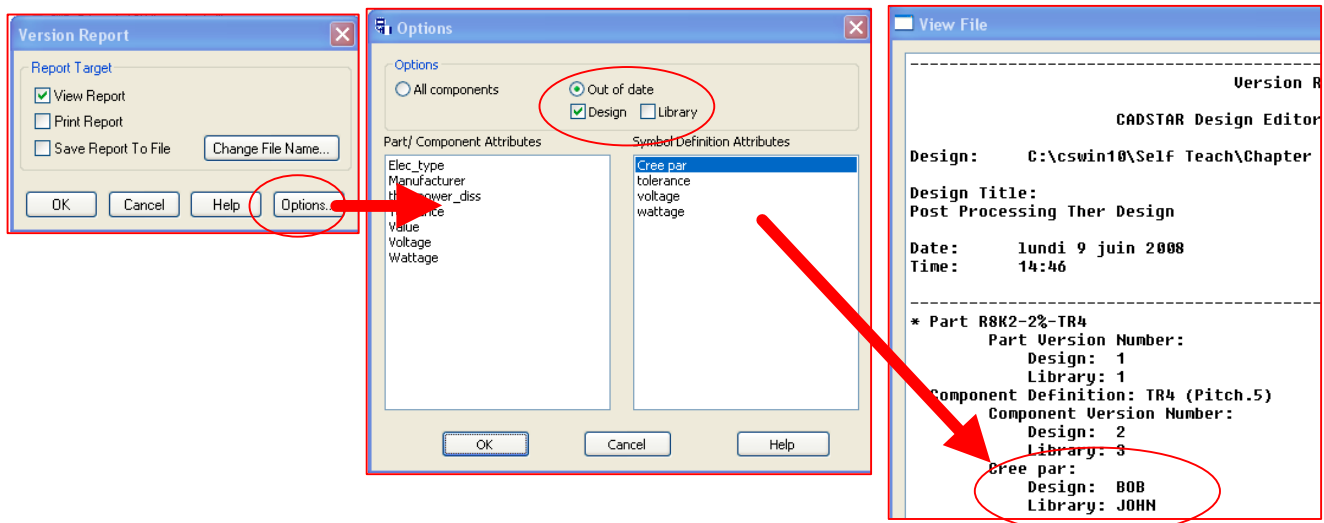 Version Report
Report Target
View Report
Print Report
Save Report To File
Change File Name...
OK
Cancel
Help
Options...
Options
Options
All components
Out of date
Design
Library
Part/ Component Attributes
Elec_type
Manufacturer
power_diss
Value
Voltage
Wattage
Symbol Definition Attributes
Cree par
tolerance
voltage
wattage
OK
Cancel
Help
View File
Version R
CADSTAR Design Editor
Design: C:\cswin10\Self Teach\Chapter
Design Title:
Post Processing Ther Design
Date: lundi 9 juin 2008
Time: 14:46
* Part R8K2-2%-TR4
Part Version Number:
Design: 1
Library: 1
Component Definition: TR4 (Pitch.5)
Component Version Number:
Design: 2
Library: 3
Cree par:
Design: BOB
Library: JOHN